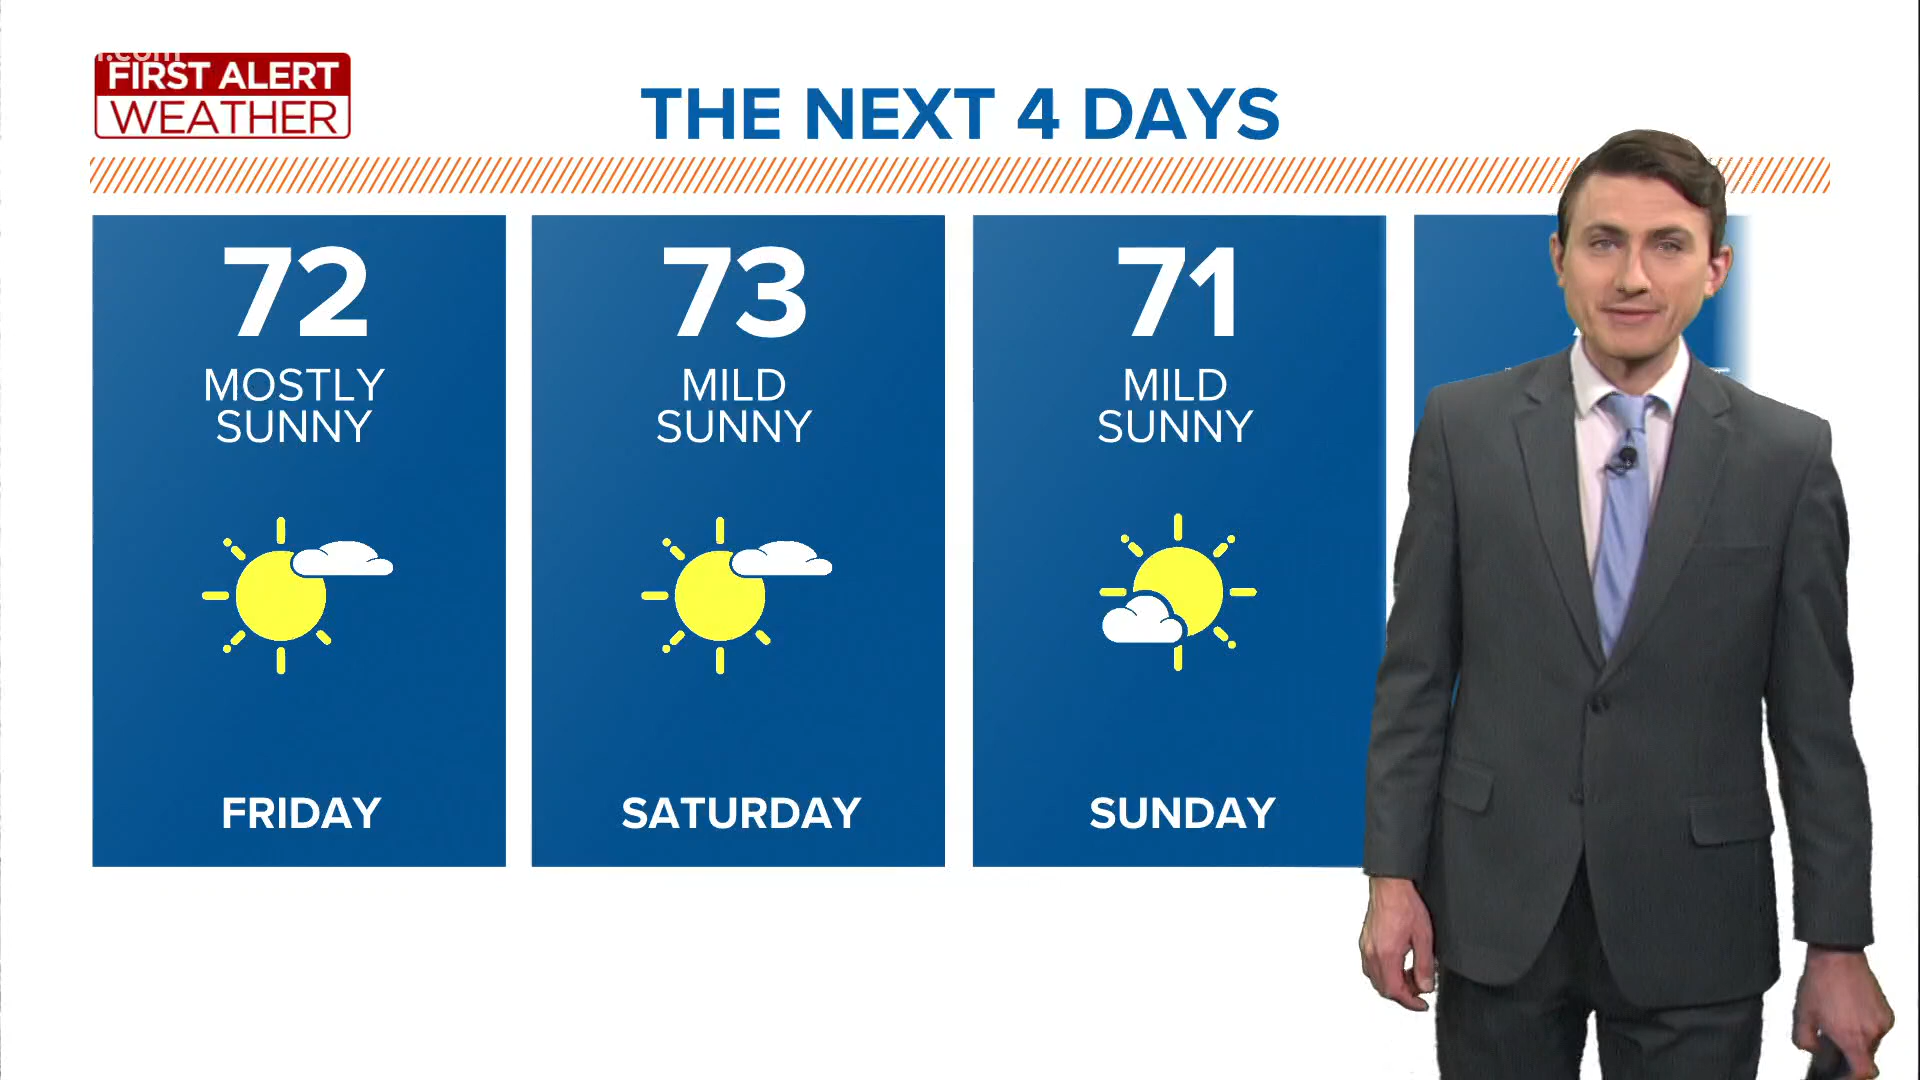 .com
FIRST ALERT
WEATHER
THE NEXT 4 DAYS
72
MOSTLY
SUNNY
FRIDAY
73
MILD
SUNNY
SATURDAY
71
MILD
SUNNY
SUNDAY